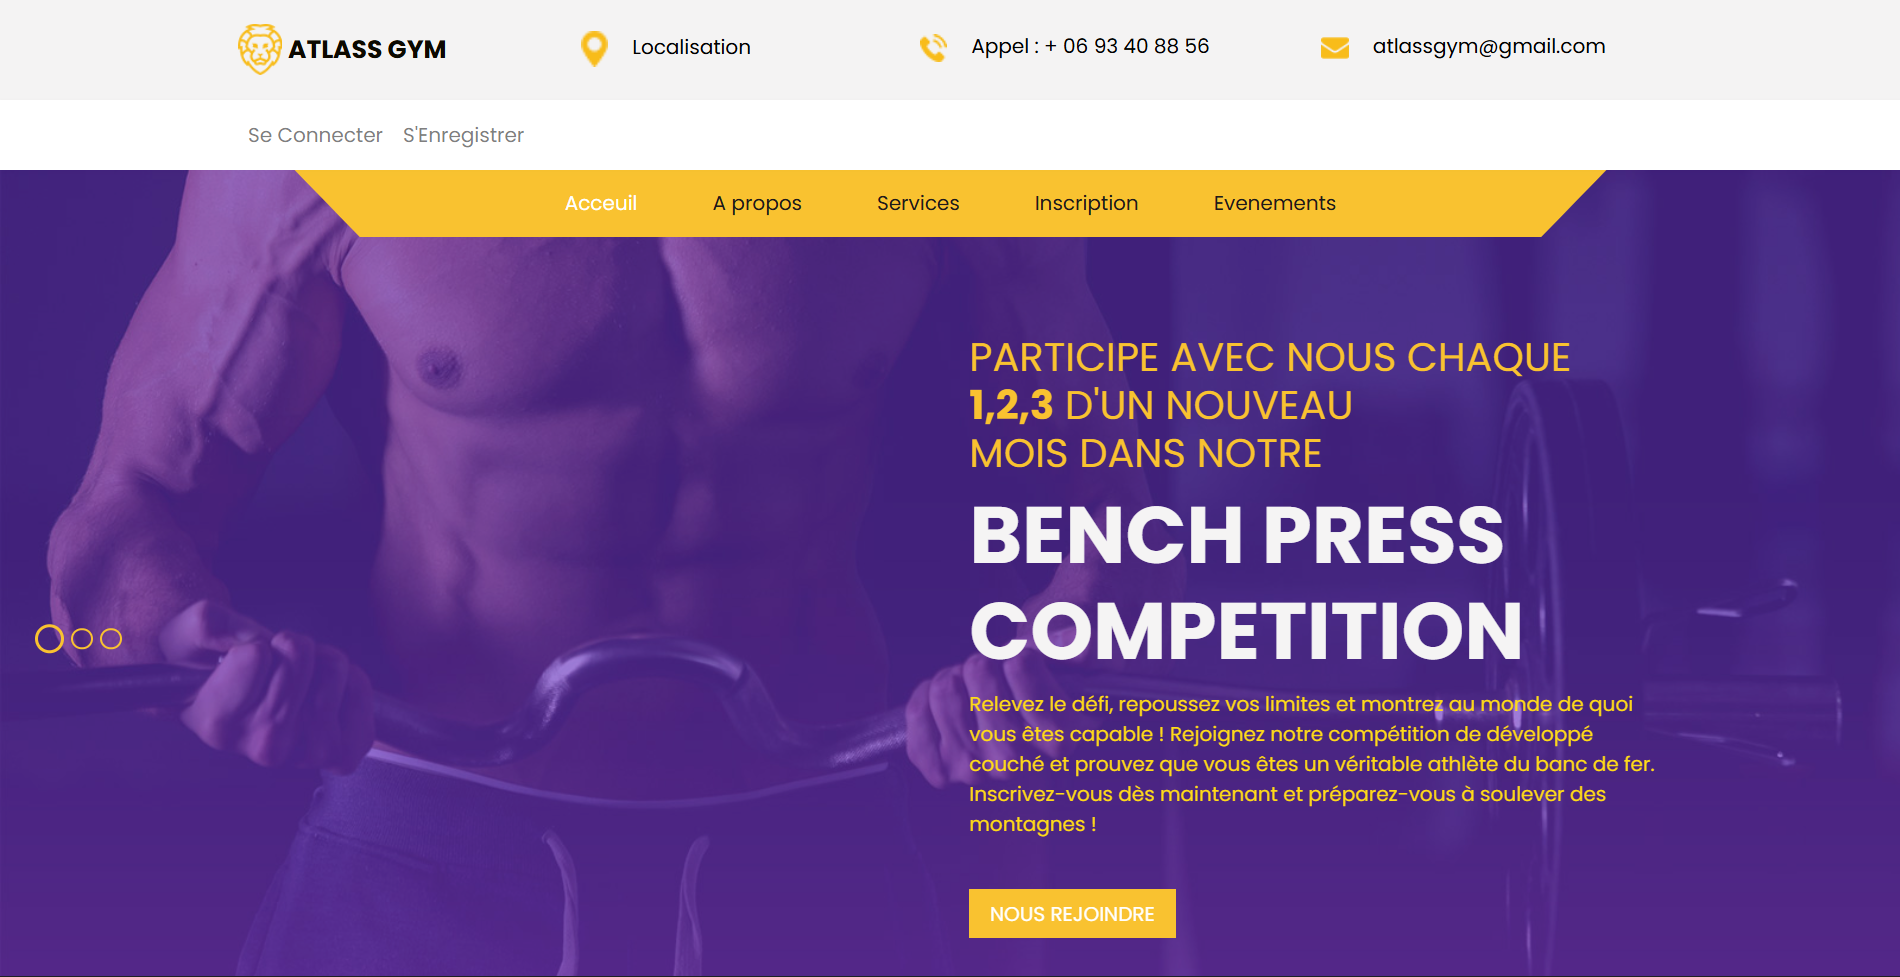 ATLASS GYM
Localisation
Appel : + 06 93 40 88 56
atlassgym@gmail.com
Se Connecter
S'Enregistrer
Acceuil
A propos
Services
Inscription
Evenements
PARTICIPE AVEC NOUS CHAQUE
1,2,3 D'UN NOUVEAU
MOIS DANS NOTRE
BENCH PRESS
COMPETITION
Relevez le défi, repoussez vos limites et montrez au monde de quoi
vous êtes capable ! Rejoignez notre compétition de développé
couché et prouvez que vous êtes un véritable athlète du banc de fer.
Inscrivez-vous dès maintenant et préparez-vous à soulever des
montagnes !
NOUS REJOINDRE